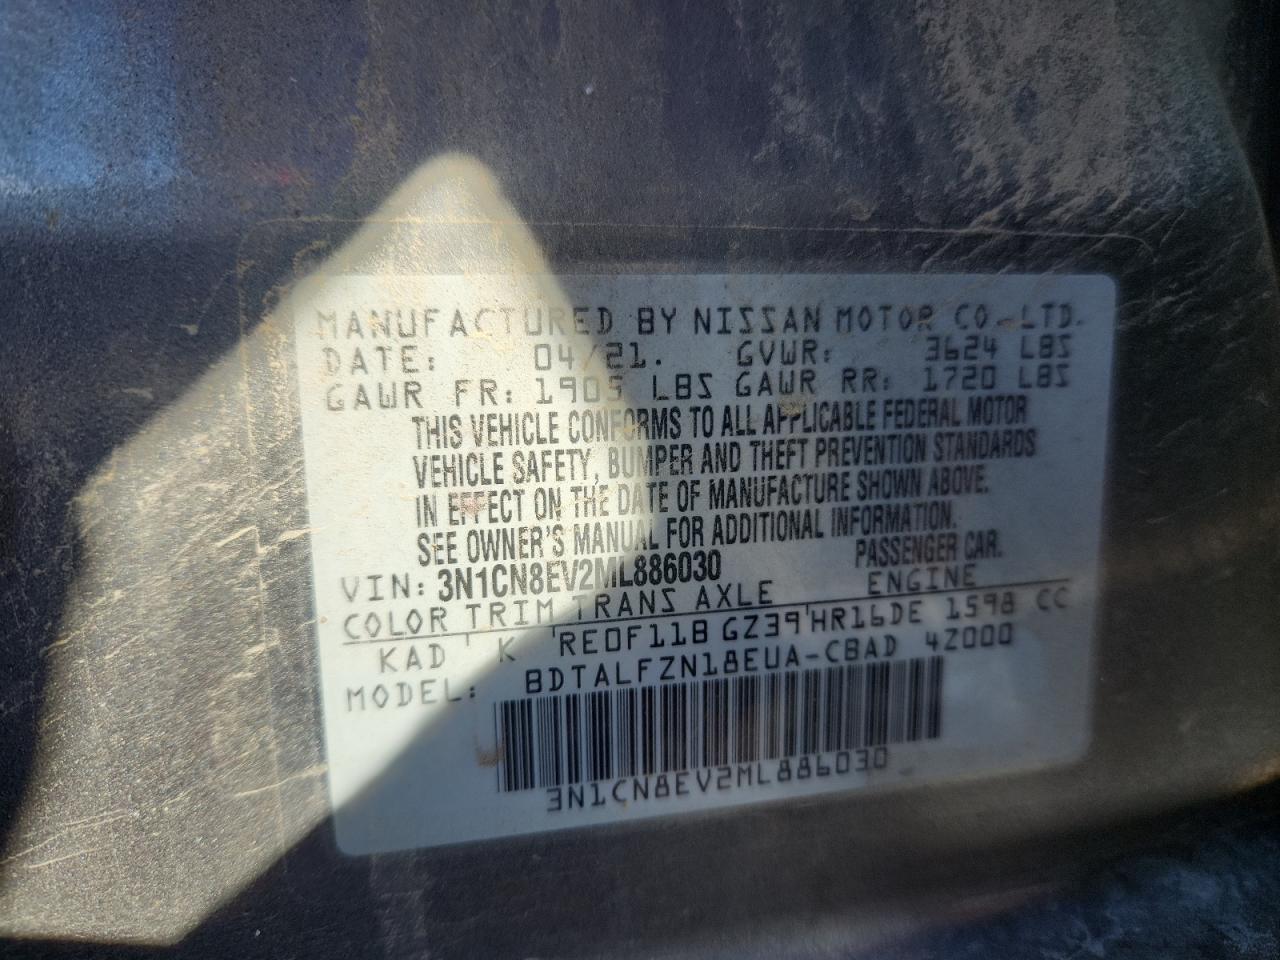 MANUFACTURED BY NISSAN MOTOR CO.,LTD.
DATE: 04/21. GVWR: 3624 LBS
GAWR FR: 1905 LBS GAWR RR: 1720 LBS
THIS VEHICLE CONFORMS TO ALL APPLICABLE FEDERAL MOTOR
VEHICLE SAFETY, BUMPER AND THEFT PREVENTION STANDARDS
IN EFFECT ON THE DATE OF MANUFACTURE SHOWN ABOVE.
SEE OWNER'S MANUAL FOR ADDITIONAL INFORMATION.
VIN: 3N1CN8EV2ML886030 PASSENGER CAR.
COLOR TRIM TRANS AXLE ENGINE
KAD K RE0F11B GZ39 HR16DE 1598 CC
MODEL: BDTALFZN18EUA-CBAD 4Z000
3N1CN8EV2ML886030